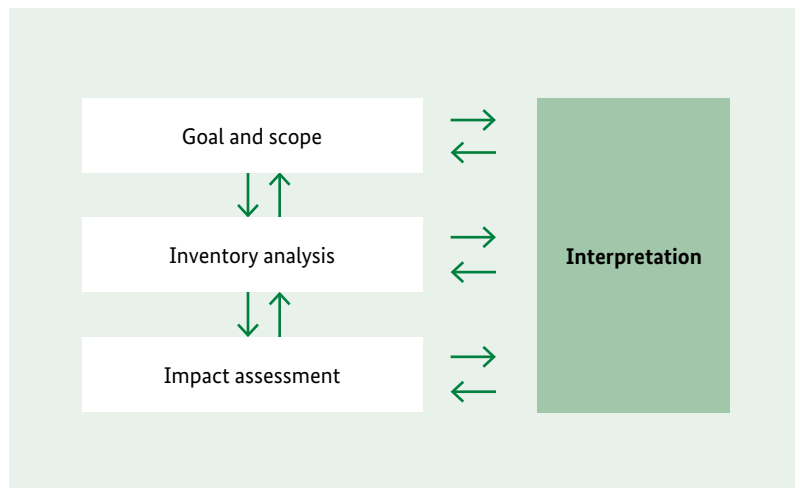 Goal and scope
Inventory analysis
Interpretation
Impact assessment